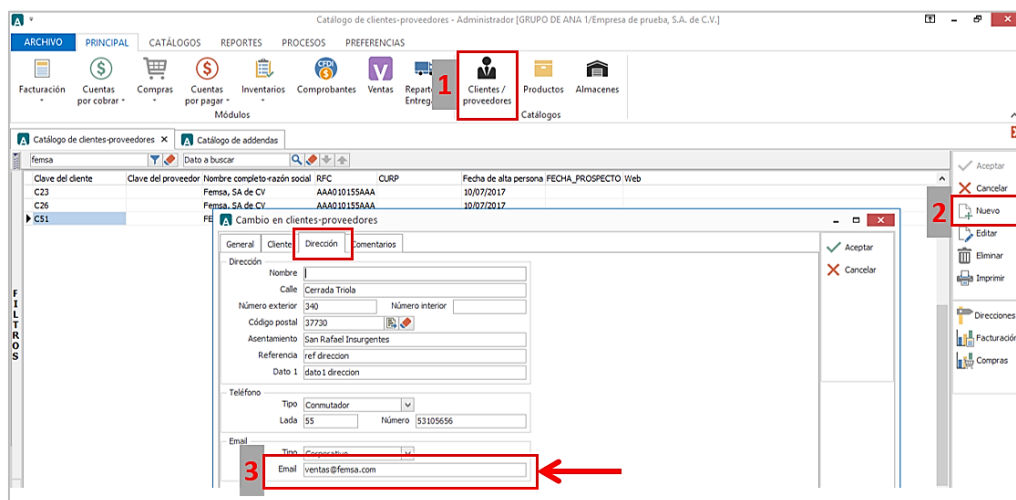 Catálogo de clientes-proveedores - Administrador [GRUPO DE ANA 1/Empresa de prueba, S.A. de C.V.]
ARCHIVO PRINCIPAL CATÁLOGOS REPORTES PROCESOS PREFERENCIAS
CFDI V 1
Facturación Cuentas por cobrar Compras Cuentas por pagar Inventarios Comprobantes Ventas Clientes / proveedores Productos Almacenes
Módulos Catálogos
Catálogo de clientes-proveedores Catálogo de addendas
femsa Dato a buscar
Aceptar
Clave del cliente Clave del proveedor Nombre completo-razón social RFC CURP Fecha de alta persona FECHA_PROSPECTO Web
C23 Femsa, SA de CV AAA010155AAA 10/07/2017
Cancelar
C26 Femsa, SA de CV AAA010155AAA 10/07/2017
2 Nuevo
C51 FE
Cambio en clientes-proveedores
Editar
General Cliente Dirección Comentarios
Aceptar
Eliminar
Dirección
Nombre
Cancelar
Imprimir
Calle Cerrada Triola
FILTROS
Número exterior 340 Número interior
Direcciones
Código postal 37730
Asentamiento San Rafael Insurgentes
Facturación
Referencia ref direccion
Compras
Dato 1 dato1 direccion
Teléfono
Tipo Conmutador
Lada 55 Número 53105656
Email
Tipo Corporativo
3 Email ventas@femsa.com